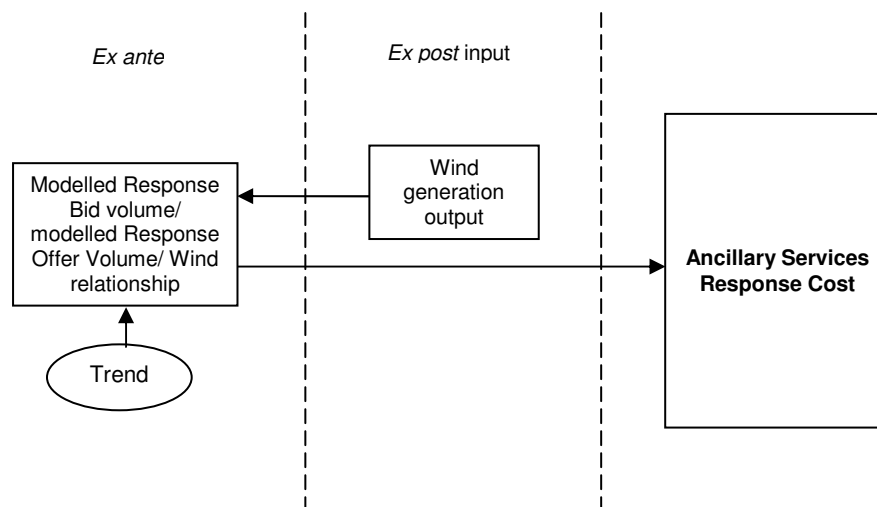 Ex ante
Ex post input
Wind
generation
output
Modelled Response
Bid volume/
modelled Response
Offer Volume/ Wind
relationship
Ancillary Services
Response Cost
Trend